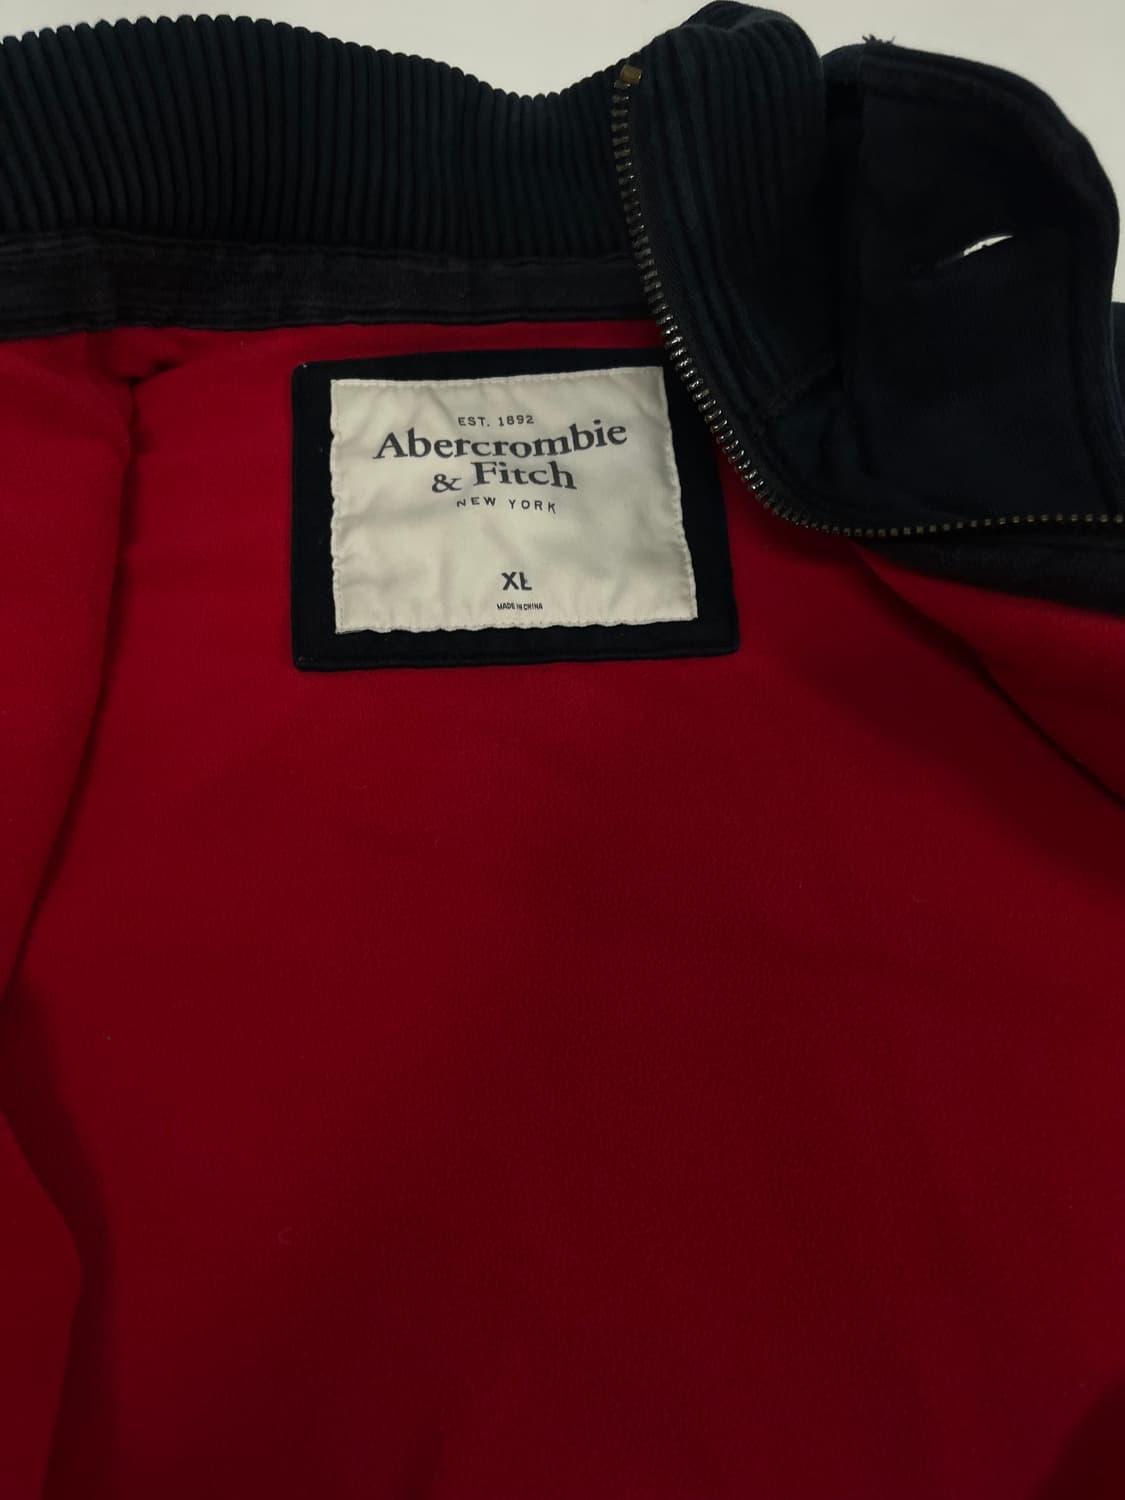 EST. 1892
Abercrombie
& Fitch
NEW YORK
XL
MADE IN CHINA